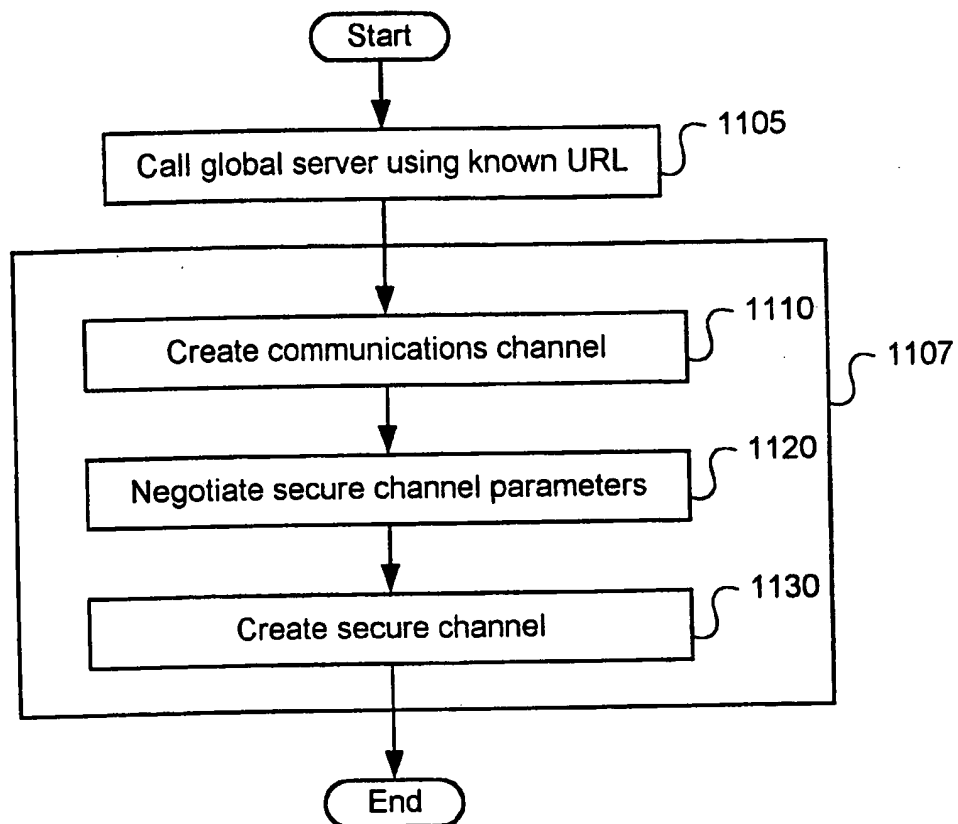 Start
Call global server using known URL
1105
Create communications channel
1110
1107
Negotiate secure channel parameters
1120
Create secure channel
1130
End